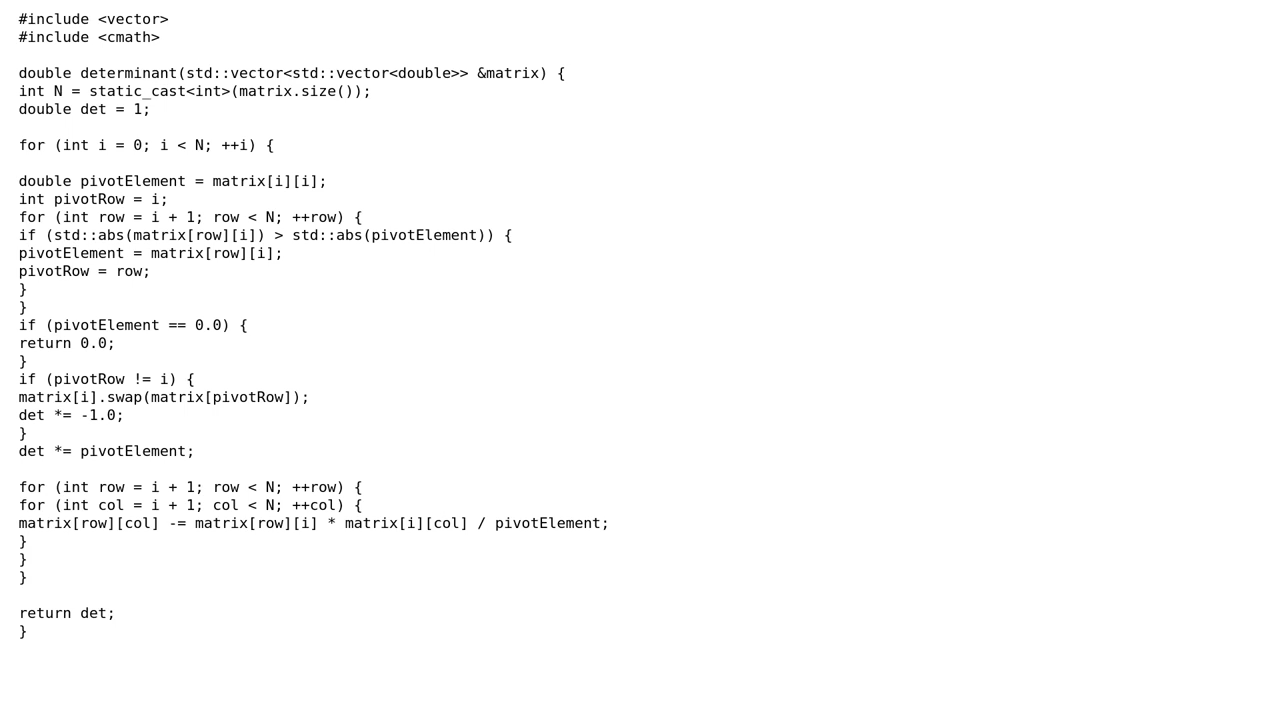 #include <vector>
#include <cmath>

double determinant(std::vector<std::vector<double>> &matrix) {
int N = static_cast<int>(matrix.size());
double det = 1;

for (int i = 0; i < N; ++i) {

double pivotElement = matrix[i][i];
int pivotRow = i;
for (int row = i + 1; row < N; ++row) {
if (std::abs(matrix[row][i]) > std::abs(pivotElement)) {
pivotElement = matrix[row][i];
pivotRow = row;
}
}
if (pivotElement == 0.0) {
return 0.0;
}
if (pivotRow != i) {
matrix[i].swap(matrix[pivotRow]);
det *= -1.0;
}
det *= pivotElement;

for (int row = i + 1; row < N; ++row) {
for (int col = i + 1; col < N; ++col) {
matrix[row][col] -= matrix[row][i] * matrix[i][col] / pivotElement;
}
}
}

return det;
}